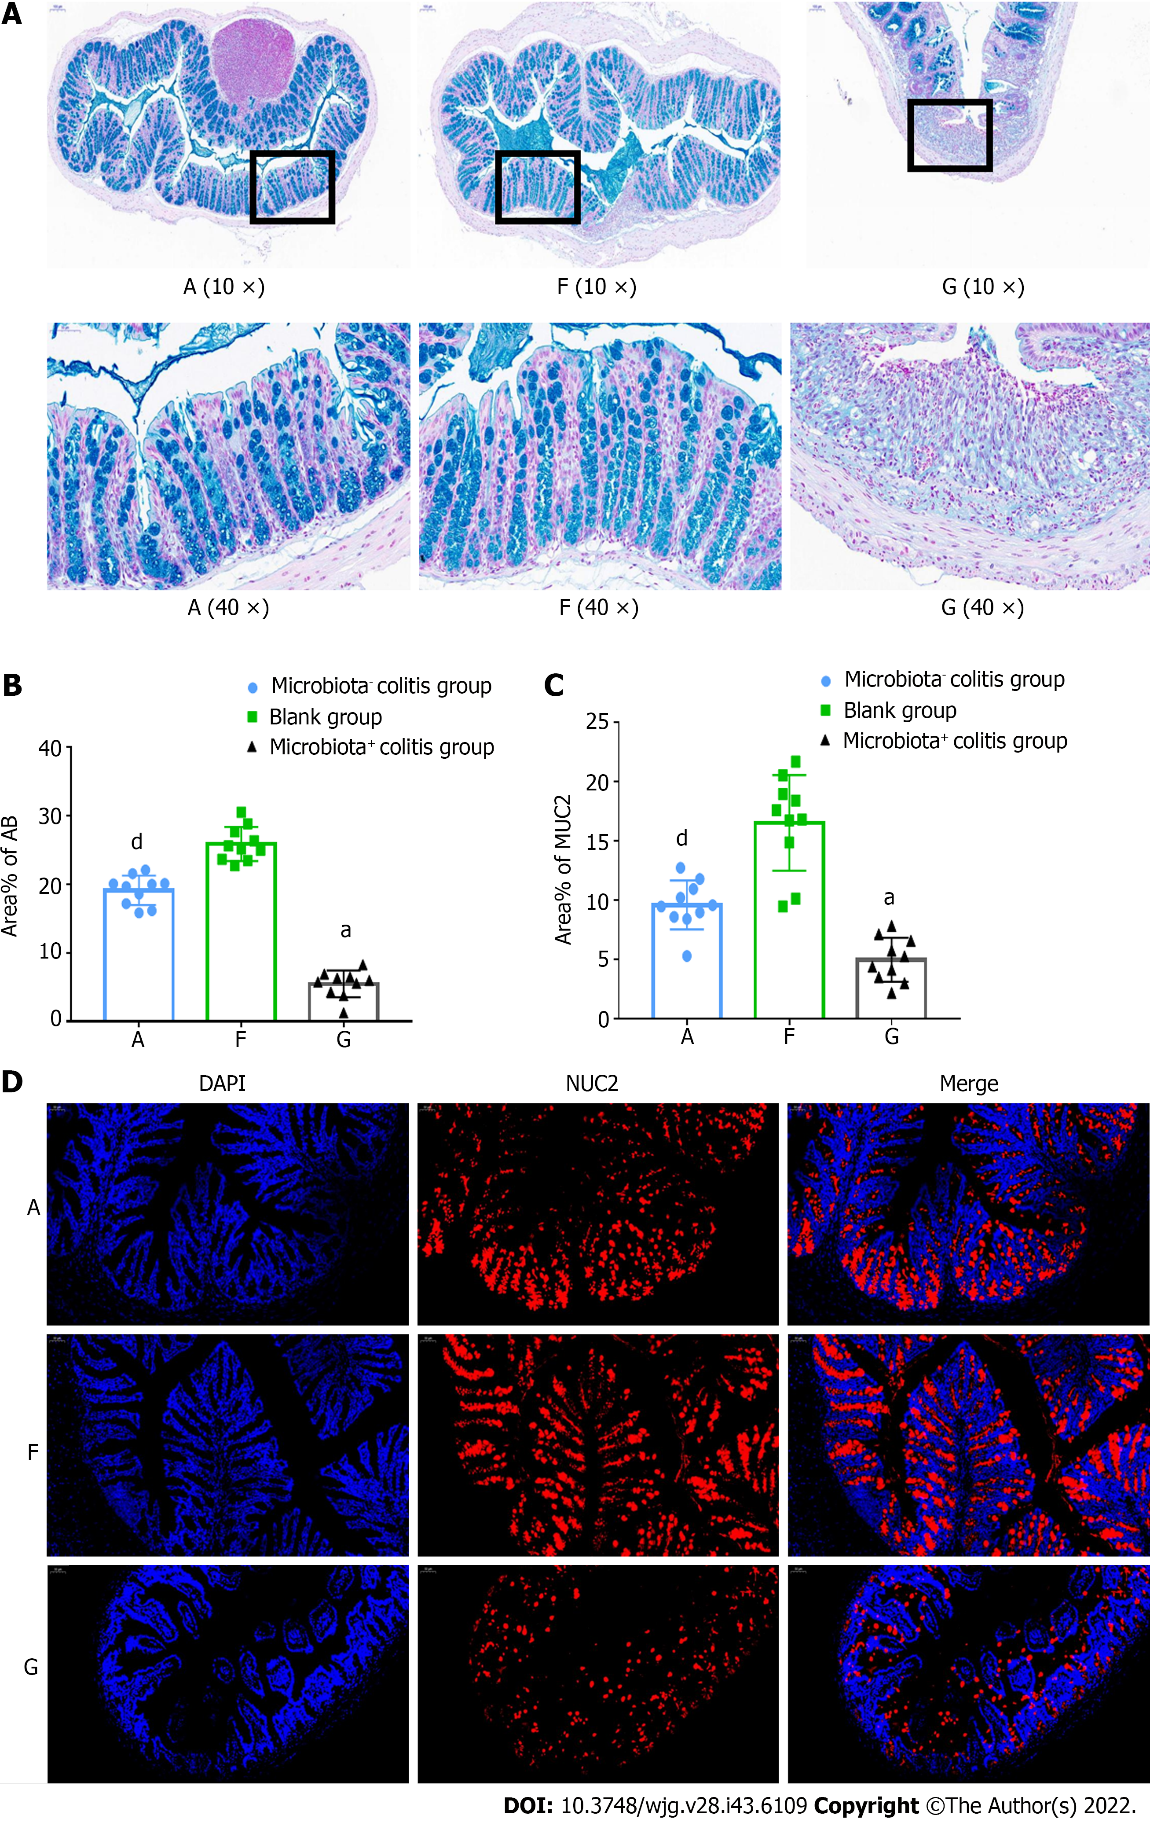 A
A (10 ×)
F (10 ×)
G (10 ×)
A (40 ×)
F (40 ×)
G (40 ×)
B
Microbiota- colitis group
Blank group
Microbiota+ colitis group
Area% of AB
40
30
20
10
0
d
a
A
F
G
C
Microbiota- colitis group
Blank group
Microbiota+ colitis group
Area% of MUC2
25
20
15
10
5
0
d
a
A
F
G
D
DAPI
NUC2
Merge
A
F
G
DOI: 10.3748/wjg.v28.i43.6109 Copyright ©The Author(s) 2022.